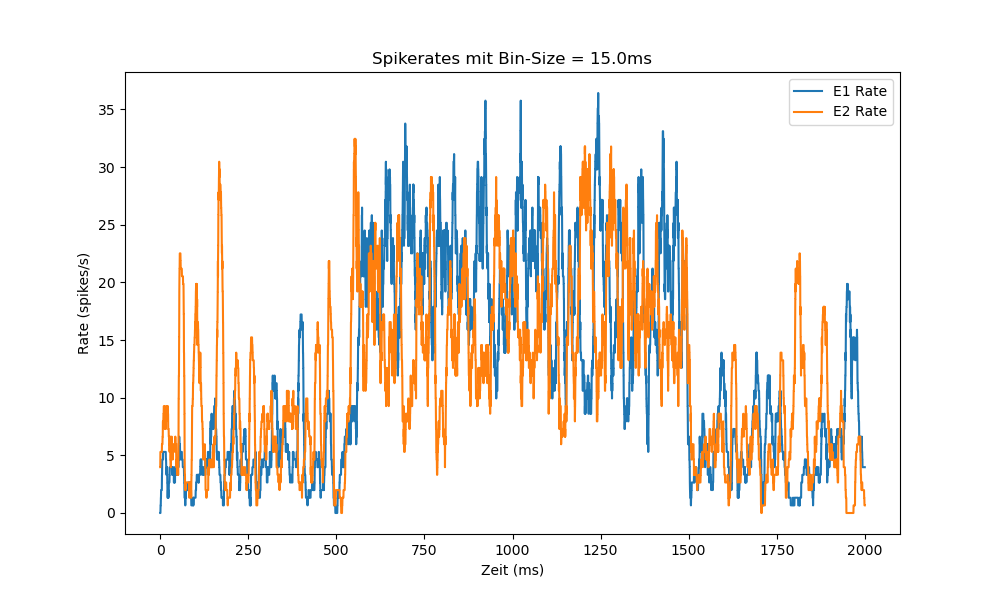 Spikerates mit Bin-Size = 15.0ms
E1 Rate
E2 Rate
Rate (spikes/s)
35
30
25
20
15
10
5
0
0 250 500 750 1000 1250 1500 1750 2000
Zeit (ms)